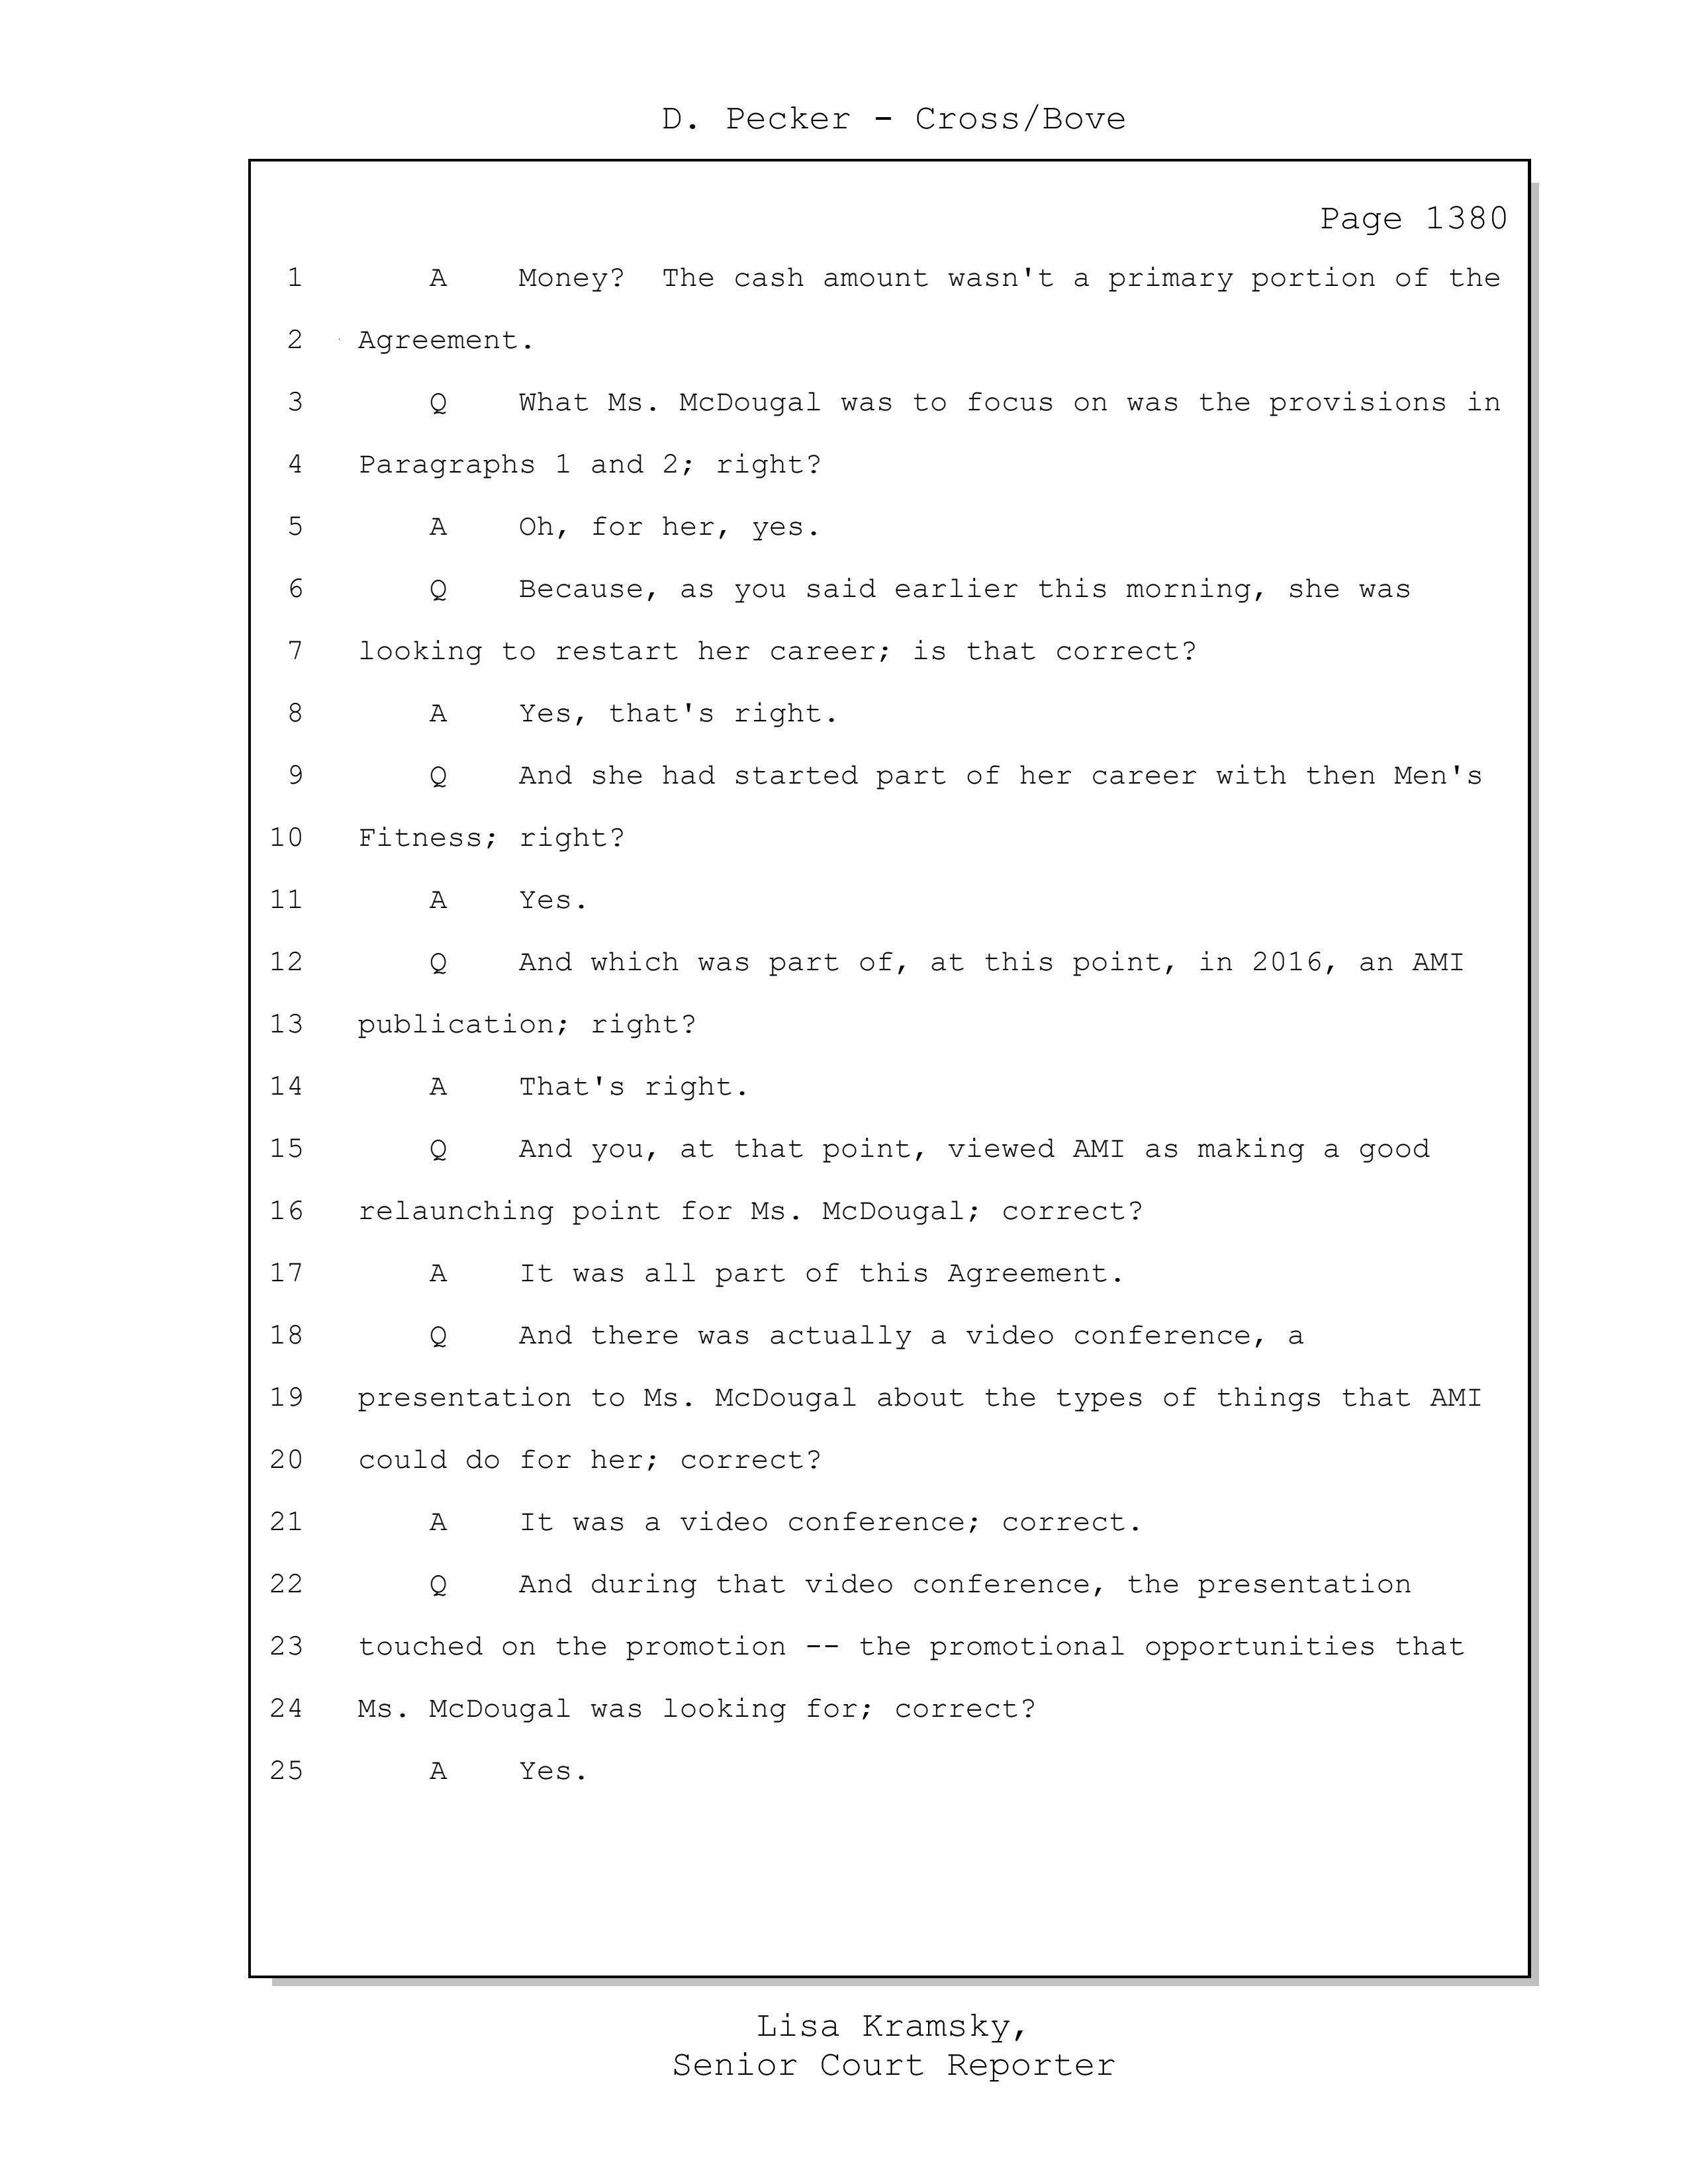 D. Pecker - Cross/Bove
Page 1380
1 A Money? The cash amount wasn't a primary portion of the
2 Agreement.
3 Q What Ms. McDougal was to focus on was the provisions in
4 Paragraphs 1 and 2; right?
5 A Oh, for her, yes.
6 Q Because, as you said earlier this morning, she was
7 looking to restart her career; is that correct?
8 A Yes, that's right.
9 Q And she had started part of her career with then Men's
10 Fitness; right?
11 A Yes.
12 Q And which was part of, at this point, in 2016, an AMI
13 publication; right?
14 A That's right.
15 Q And you, at that point, viewed AMI as making a good
16 relaunching point for Ms. McDougal; correct?
17 A It was all part of this Agreement.
18 Q And there was actually a video conference, a
19 presentation to Ms. McDougal about the types of things that AMI
20 could do for her; correct?
21 A It was a video conference; correct.
22 Q And during that video conference, the presentation
23 touched on the promotion -- the promotional opportunities that
24 Ms. McDougal was looking for; correct?
25 A Yes.
Lisa Kramsky,
Senior Court Reporter